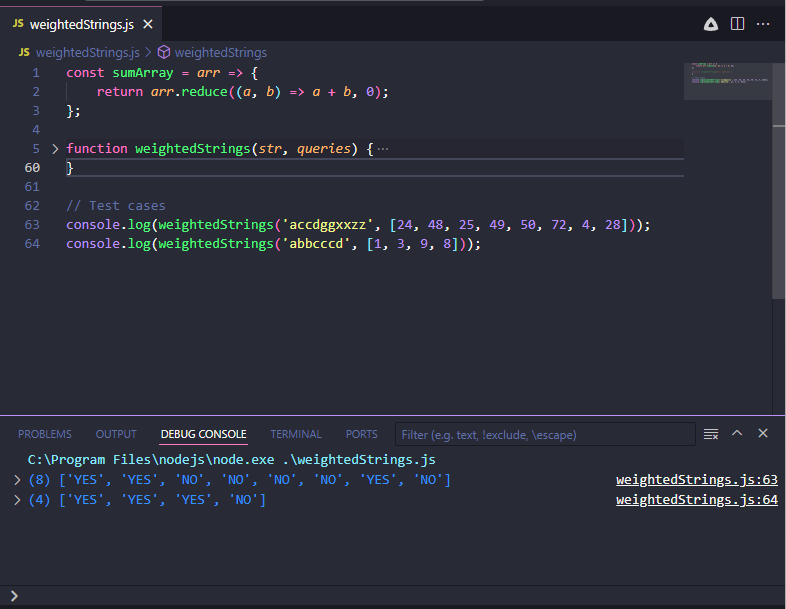 JS weightedStrings.js
JS weightedStrings.js > weightedStrings
1 const sumArray = arr => {
2     return arr.reduce((a, b) => a + b, 0);
3 };
4
5 function weightedStrings(str, queries) { ···
60 }
61
62 // Test cases
63 console.log(weightedStrings('accdggxxzz', [24, 48, 25, 49, 50, 72, 4, 28]));
64 console.log(weightedStrings('abbcccd', [1, 3, 9, 8]));
PROBLEMS OUTPUT DEBUG CONSOLE TERMINAL PORTS Filter (e.g. text, !exclude, \escape)
C:\Program Files\nodejs\node.exe .\weightedStrings.js
(8) ['YES', 'YES', 'NO', 'NO', 'NO', 'NO', 'YES', 'NO'] weightedStrings.js:63
(4) ['YES', 'YES', 'YES', 'NO'] weightedStrings.js:64